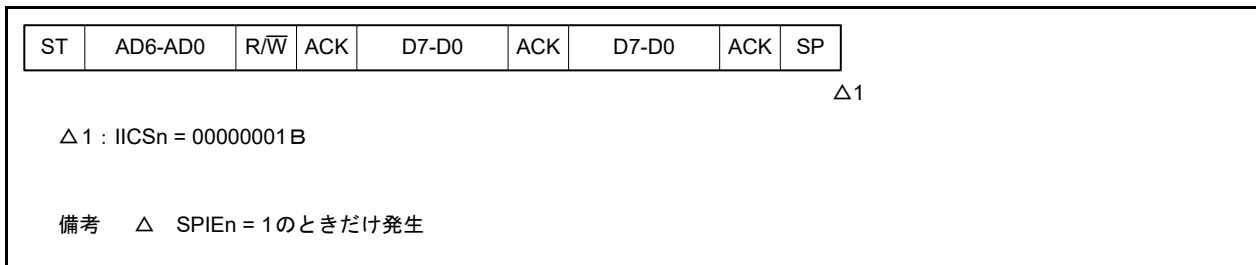 ST AD6-AD0 R/W̅ ACK D7-D0 ACK D7-D0 ACK SP
△1
△1：IICSn = 00000001B
備考 △ SPIEn = 1のときだけ発生